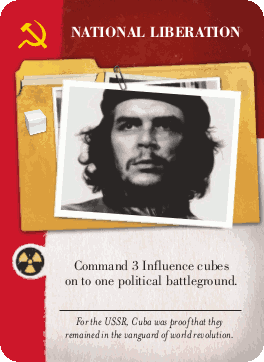 NATIONAL LIBERATION
Command 3 Influence cubes
on to one political battleground.
For the USSR, Cuba was proof that they
remained in the vanguard of world revolution.